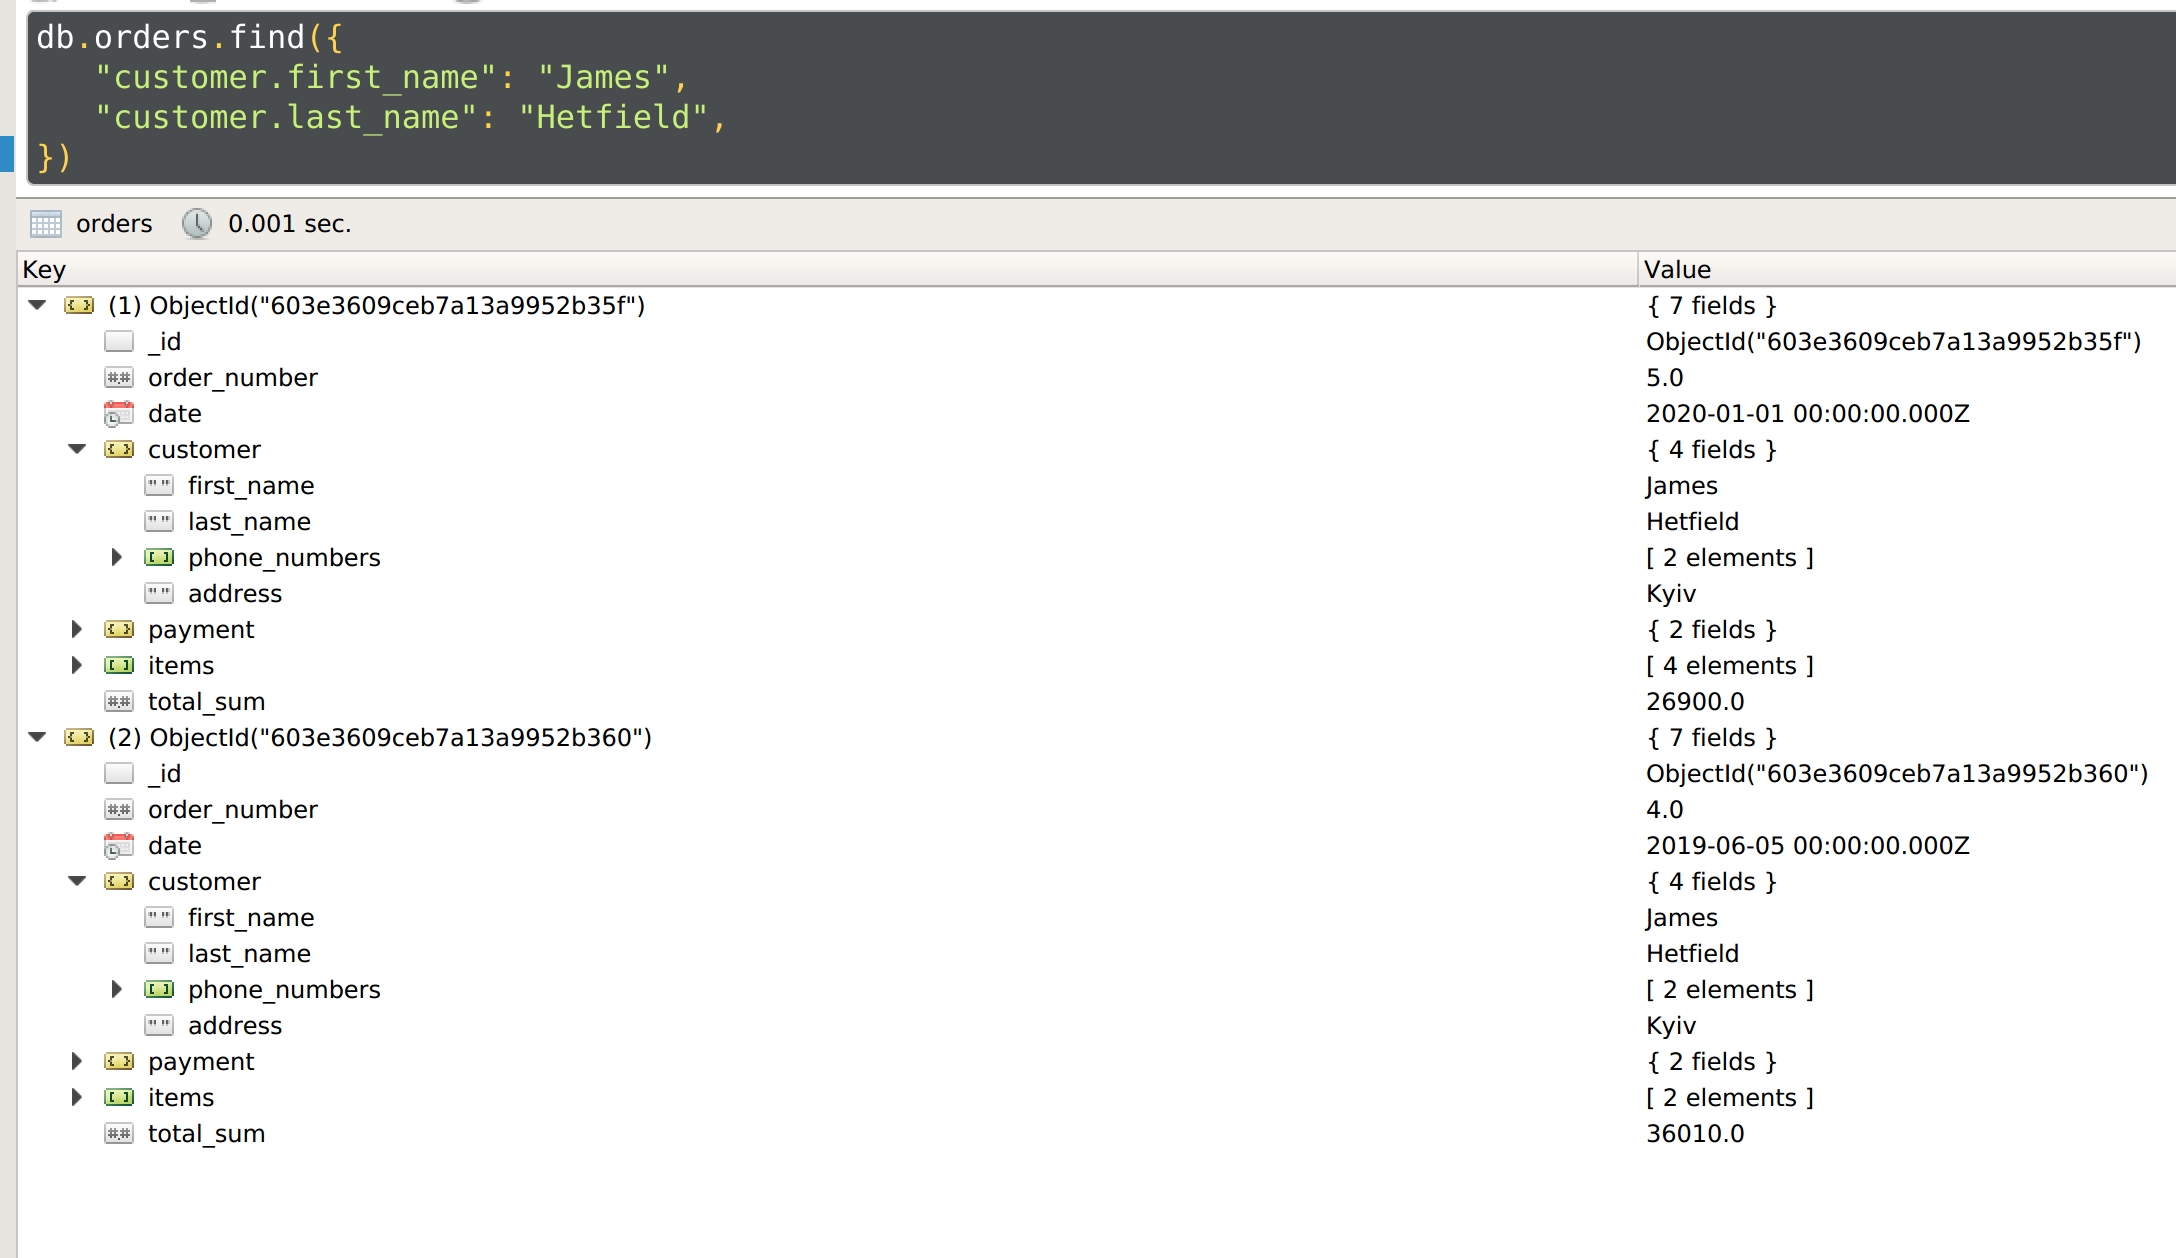 db.orders.find({
"customer.first_name": "James",
"customer.last_name": "Hetfield",
})
orders 0.001 sec.
Key Value
(1) ObjectId("603e3609ceb7a13a9952b35f") { 7 fields }
_id ObjectId("603e3609ceb7a13a9952b35f")
order_number 5.0
date 2020-01-01 00:00:00.000Z
customer { 4 fields }
first_name James
last_name Hetfield
phone_numbers [ 2 elements ]
address Kyiv
payment { 2 fields }
items [ 4 elements ]
total_sum 26900.0
(2) ObjectId("603e3609ceb7a13a9952b360") { 7 fields }
_id ObjectId("603e3609ceb7a13a9952b360")
order_number 4.0
date 2019-06-05 00:00:00.000Z
customer { 4 fields }
first_name James
last_name Hetfield
phone_numbers [ 2 elements ]
address Kyiv
payment { 2 fields }
items [ 2 elements ]
total_sum 36010.0